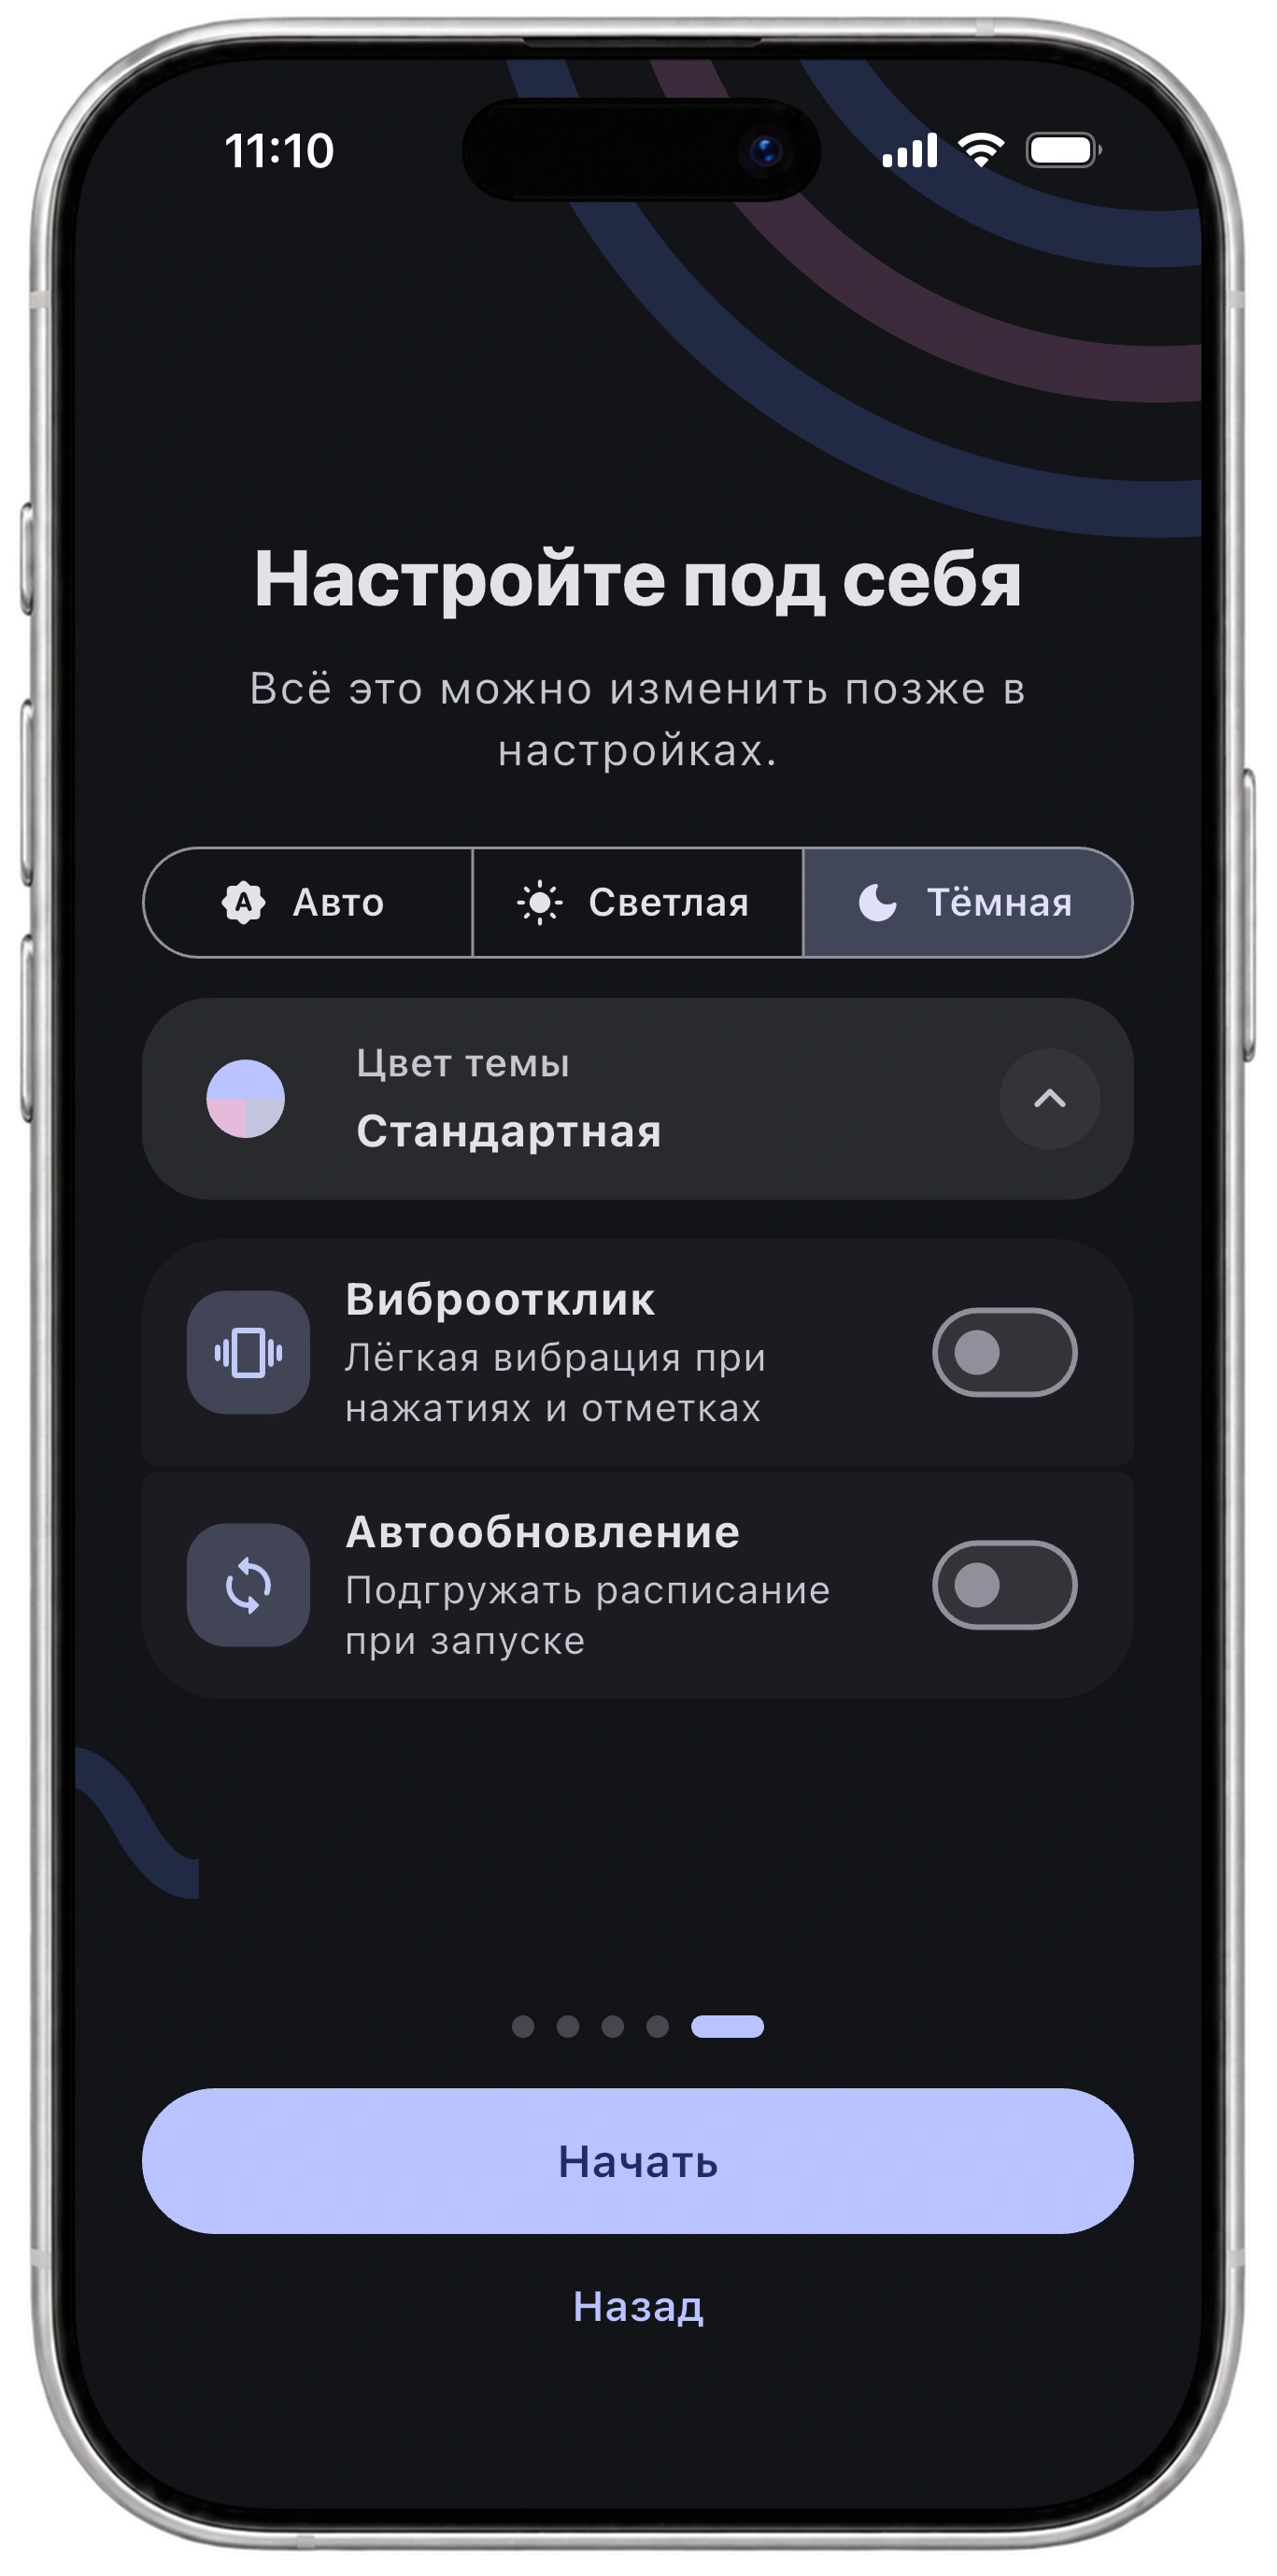 11:10
Настройте под себя
Всё это можно изменить позже в
настройках.
A Авто
Светлая
Тёмная
Цвет темы
Стандартная
Виброотклик
Лёгкая вибрация при
нажатиях и отметках
Автообновление
Подгружать расписание
при запуске
Начать
Назад